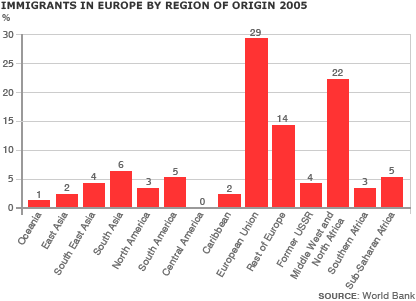 IMMIGRANTS IN EUROPE BY REGION OF ORIGIN 2005
%
30
25
20
15
10
5
0
1
2
4
6
3
5
0
2
29
14
4
22
3
5
Oceania
East Asia
South East Asia
South Asia
North America
South America
Central America
Caribbean
European Union
Rest of Europe
Former USSR
Middle West and
North Africa
Southern Africa
Sub-Saharan Africa
SOURCE: World Bank